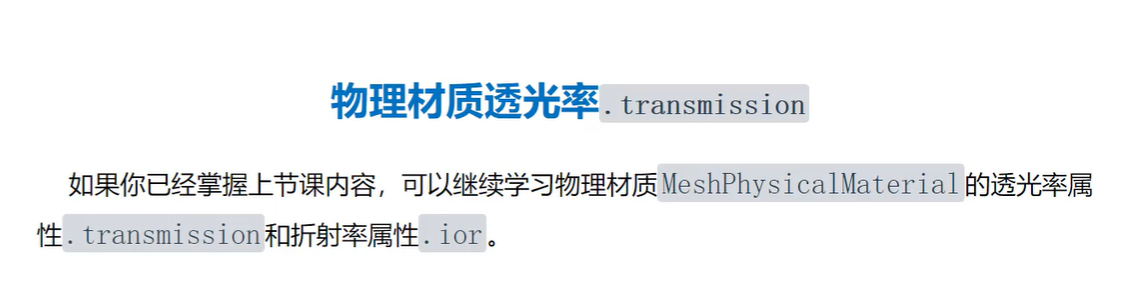 物理材质透光率.transmission
如果你已经掌握上节课内容，可以继续学习物理材质MeshPhysicalMaterial的透光率属
性.transmission和折射率属性.ior。